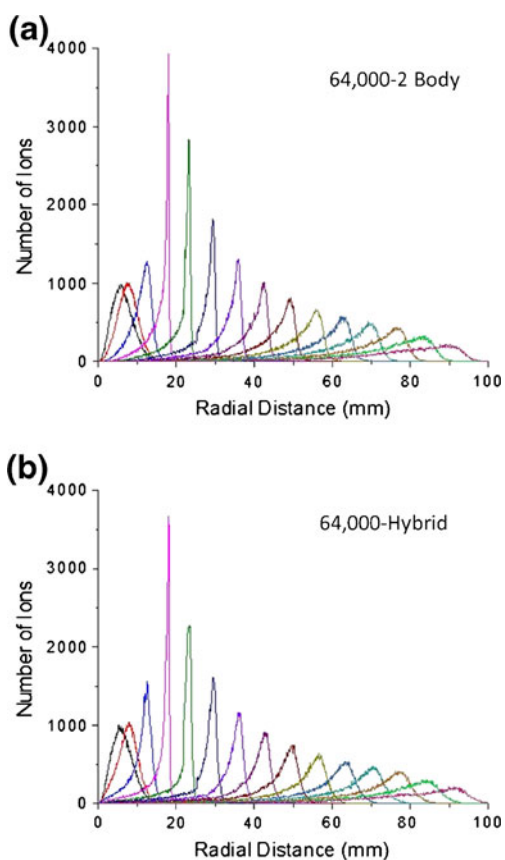 (a)
4000
64,000-2 Body
3000
2000
1000
0
Number of Ions
0 20 40 60 80 100
Radial Distance (mm)
(b)
4000
64,000-Hybrid
3000
2000
1000
0
Number of Ions
0 20 40 60 80 100
Radial Distance (mm)